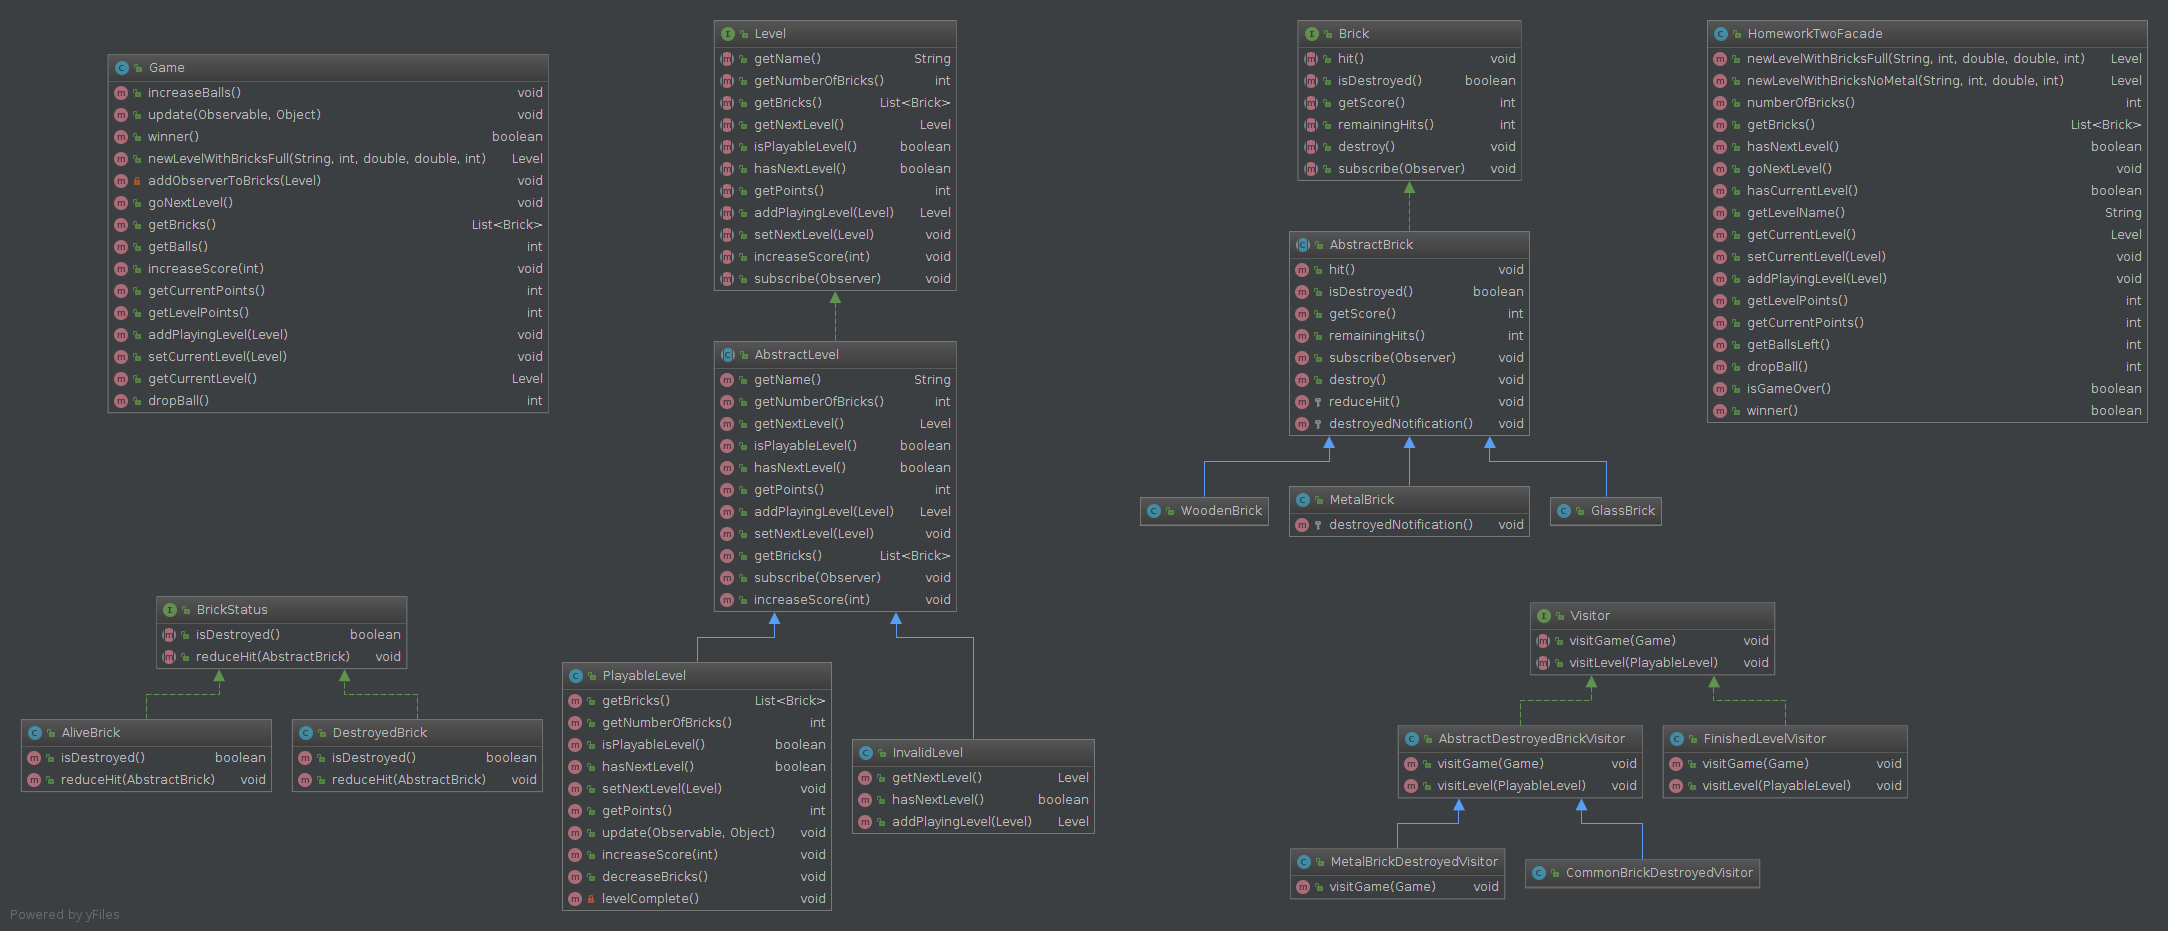 Game
increaseBalls() void
update(Observable, Object) void
winner() boolean
newLevelWithBricksFull(String, int, double, double, int) Level
addObserverToBricks(Level) void
goNextLevel() void
getBricks() List<Brick>
getBalls() int
increaseScore(int) void
getCurrentPoints() int
getLevelPoints() int
addPlayingLevel(Level) void
setCurrentLevel(Level) void
getCurrentLevel() Level
dropBall() int
Level
getName() String
getNumberOfBricks() int
getBricks() List<Brick>
getNextLevel() Level
isPlayableLevel() boolean
hasNextLevel() boolean
getPoints() int
addPlayingLevel(Level) Level
setNextLevel(Level) void
increaseScore(int) void
subscribe(Observer) void
Brick
hit() void
isDestroyed() boolean
getScore() int
remainingHits() int
destroy() void
subscribe(Observer) void
HomeworkTwoFacade
newLevelWithBricksFull(String, int, double, double, int) Level
newLevelWithBricksNoMetal(String, int, double, int) Level
numberOfBricks() int
getBricks() List<Brick>
hasNextLevel() boolean
goNextLevel() void
hasCurrentLevel() boolean
getLevelName() String
getCurrentLevel() Level
setCurrentLevel(Level) void
addPlayingLevel(Level) void
getLevelPoints() int
getCurrentPoints() int
getBallsLeft() int
dropBall() int
isGameOver() boolean
winner() boolean
AbstractLevel
getName() String
getNumberOfBricks() int
getNextLevel() Level
isPlayableLevel() boolean
hasNextLevel() boolean
getPoints() int
addPlayingLevel(Level) Level
setNextLevel(Level) void
getBricks() List<Brick>
subscribe(Observer) void
increaseScore(int) void
AbstractBrick
hit() void
isDestroyed() boolean
getScore() int
remainingHits() int
subscribe(Observer) void
destroy() void
reduceHit() void
destroyedNotification() void
WoodenBrick
MetalBrick
destroyedNotification() void
GlassBrick
BrickStatus
isDestroyed() boolean
reduceHit(AbstractBrick) void
AliveBrick
isDestroyed() boolean
reduceHit(AbstractBrick) void
DestroyedBrick
isDestroyed() boolean
reduceHit(AbstractBrick) void
PlayableLevel
getBricks() List<Brick>
getNumberOfBricks() int
isPlayableLevel() boolean
hasNextLevel() boolean
setNextLevel(Level) void
getPoints() int
update(Observable, Object) void
increaseScore(int) void
decreaseBricks() void
levelComplete() void
InvalidLevel
getNextLevel() Level
hasNextLevel() boolean
addPlayingLevel(Level) Level
Visitor
visitGame(Game) void
visitLevel(PlayableLevel) void
AbstractDestroyedBrickVisitor
visitGame(Game) void
visitLevel(PlayableLevel) void
FinishedLevelVisitor
visitGame(Game) void
visitLevel(PlayableLevel) void
MetalBrickDestroyedVisitor
visitGame(Game) void
CommonBrickDestroyedVisitor
Powered by yFiles